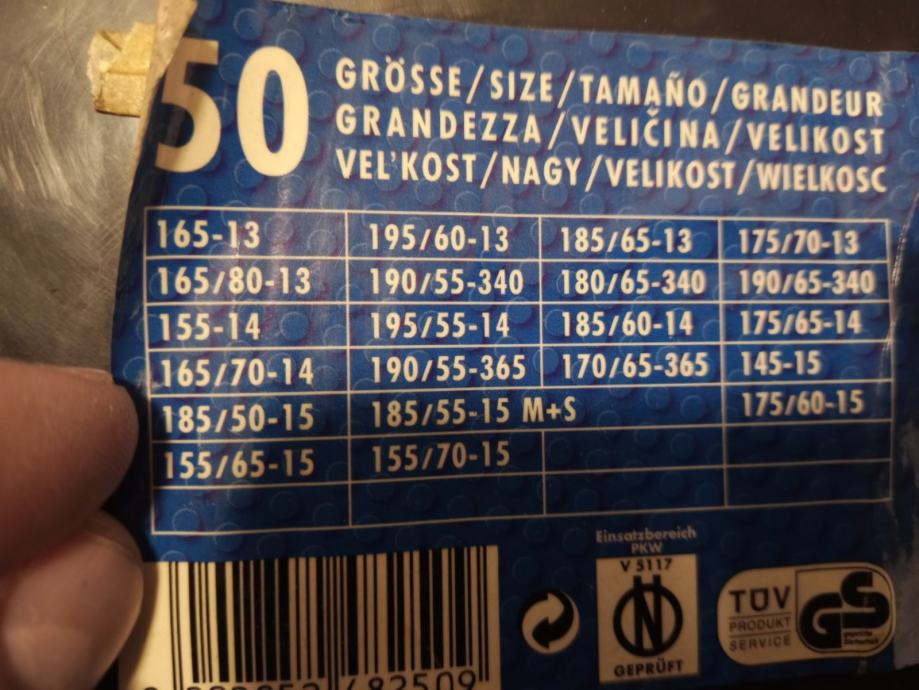 50
GRÖSSE/SIZE/TAMAÑO/GRANDEUR
GRANDEZZA/VELIČINA/VELIKOST
VEL'KOST/NAGY/VELIKOST/WIELKOSC
165-13 195/60-13 185/65-13 175/70-13
165/80-13 190/55-340 180/65-340 190/65-340
155-14 195/55-14 185/60-14 175/65-14
165/70-14 190/55-365 170/65-365 145-15
185/50-15 185/55-15 M+S 175/60-15
155/65-15 155/70-15
Einsatzbereich
PKW
V 5117
GEPRÜFT
TÜV
PRODUKT
SERVICE
GS
geprüfte
Sicherheit